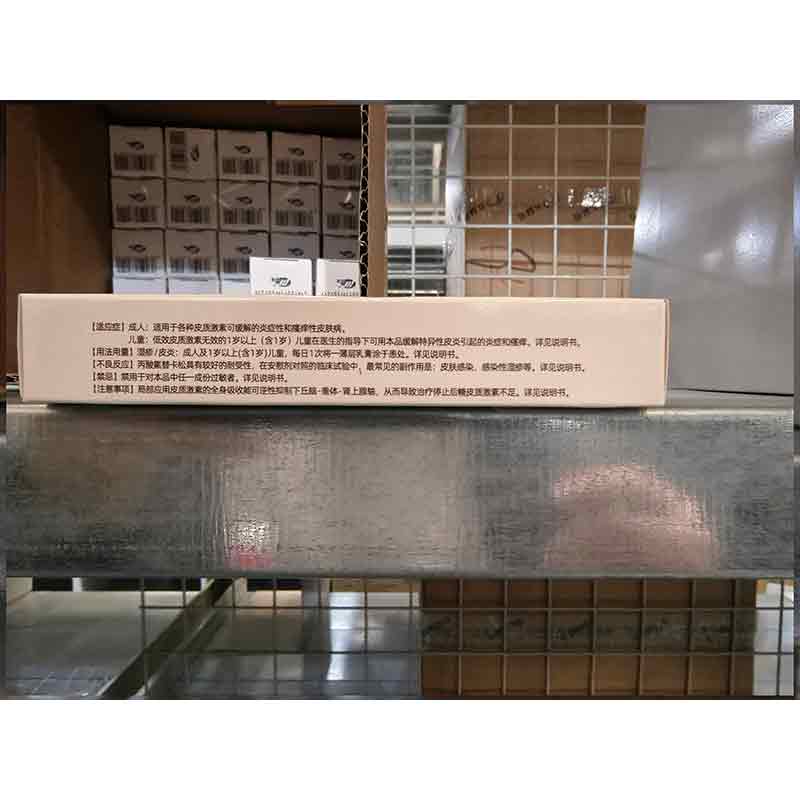 【适应症】成人：适用于各种皮质激素可缓解的炎症性和瘙痒性皮肤病。
儿童：低效皮质激素无效的1岁以上（含1岁）儿童在医生的指导下可用本品缓解特异性皮炎引起的炎症和瘙痒。详见说明书。
【用法用量】湿疹/皮炎：成人及1岁以上(含1岁)儿童，每日1次将一薄层乳膏涂于患处。详见说明书。
【不良反应】丙酸氟替卡松具有较好的耐受性，在安慰剂对照的临床试验中，最常见的副作用是：皮肤感染、感染性湿疹等。详见说明书。
【禁忌】禁用于对本品中任一成份过敏者。详见说明书。
【注意事项】局部应用皮质激素的全身吸收能可逆性抑制下丘脑-垂体-肾上腺轴，从而导致治疗停止后糖皮质激素不足。详见说明书。